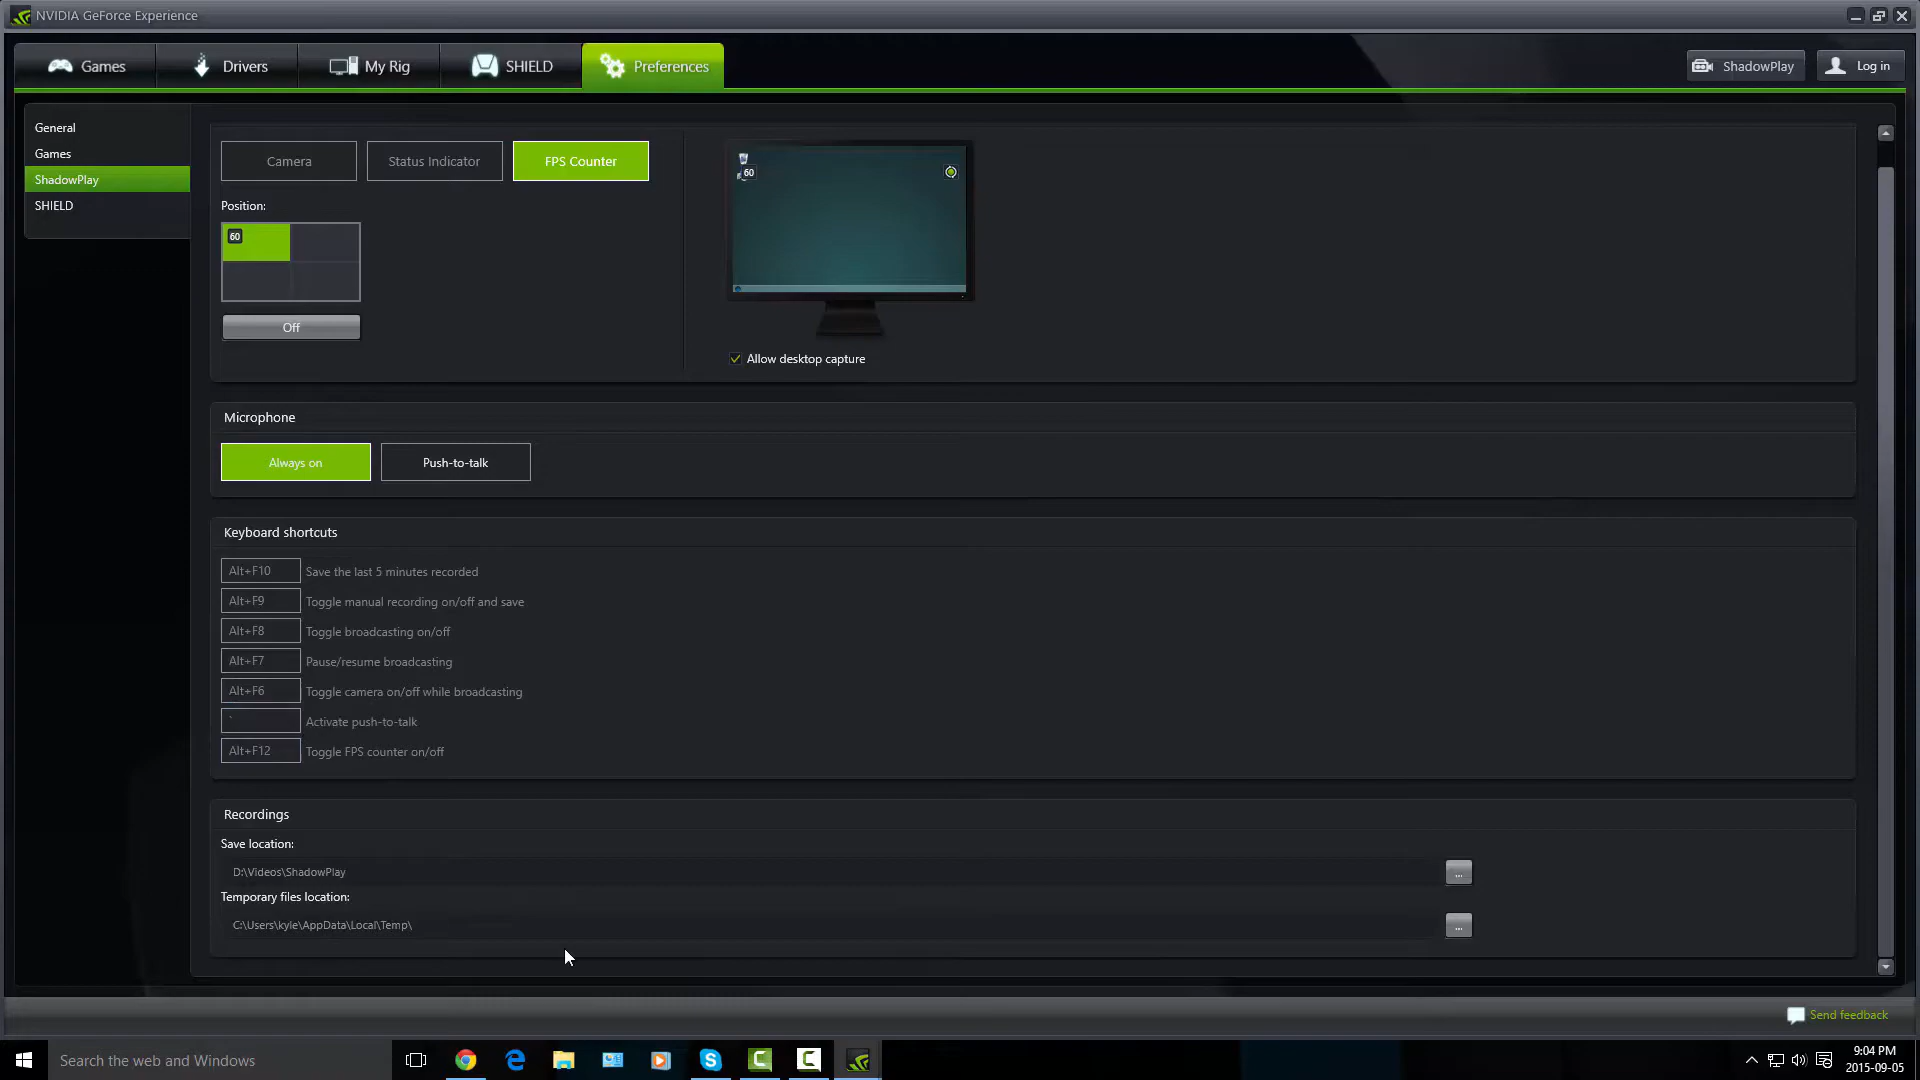 NVIDIA GeForce Experience
Games
Drivers
My Rig
SHIELD
Preferences
ShadowPlay
Log in
General
Games
ShadowPlay
SHIELD
Camera
Status Indicator
FPS Counter
Position:
60
Off
60
Allow desktop capture
Microphone
Always on
Push-to-talk
Keyboard shortcuts
Alt+F10 Save the last 5 minutes recorded
Alt+F9 Toggle manual recording on/off and save
Alt+F8 Toggle broadcasting on/off
Alt+F7 Pause/resume broadcasting
Alt+F6 Toggle camera on/off while broadcasting
` Activate push-to-talk
Alt+F12 Toggle FPS counter on/off
Recordings
Save location:
D:\Videos\ShadowPlay
...
Temporary files location:
C:\Users\kyle\AppData\Local\Temp\
...
Send feedback
Search the web and Windows
9:04 PM
2015-09-05